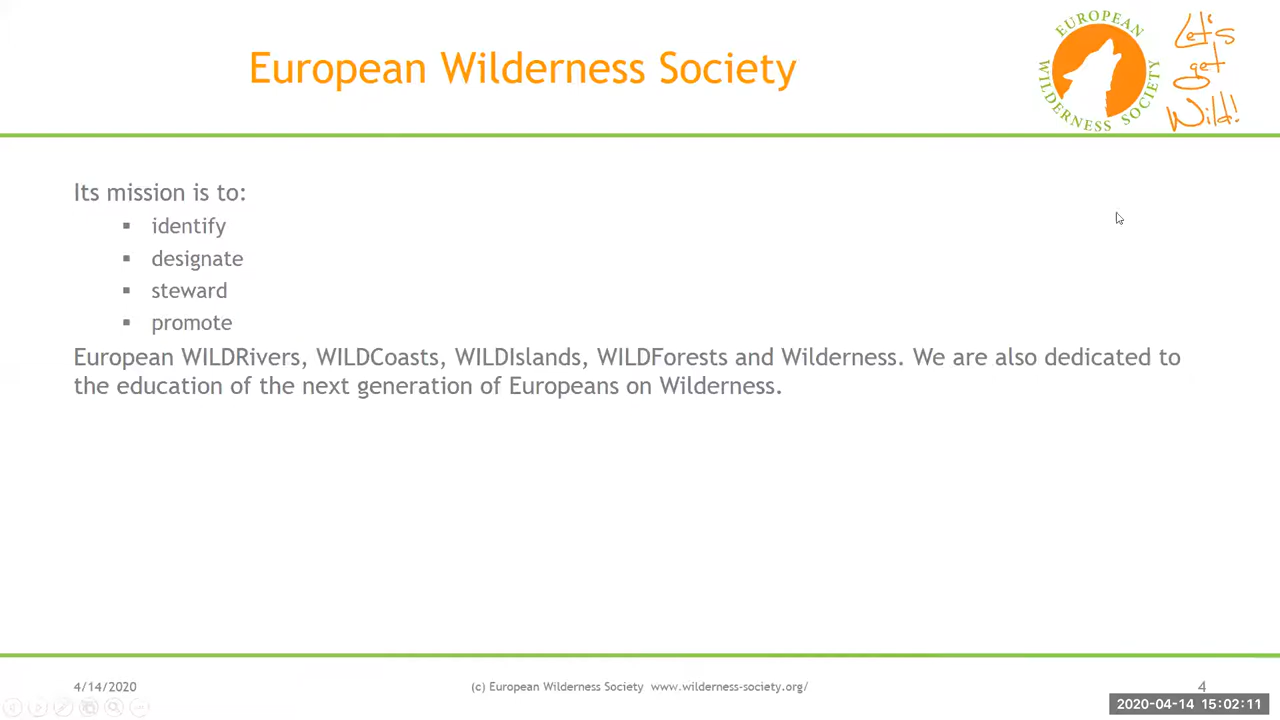 European Wilderness Society
EUROPEAN
WILDERNESS SOCIETY
Let's
get
Wild!
Its mission is to:
▪ identify
▪ designate
▪ steward
▪ promote
European WILDRivers, WILDCoasts, WILDIslands, WILDForests and Wilderness. We are also dedicated to
the education of the next generation of Europeans on Wilderness.
4/14/2020
(c) European Wilderness Society www.wilderness-society.org/
4
2020-04-14 15:02:11